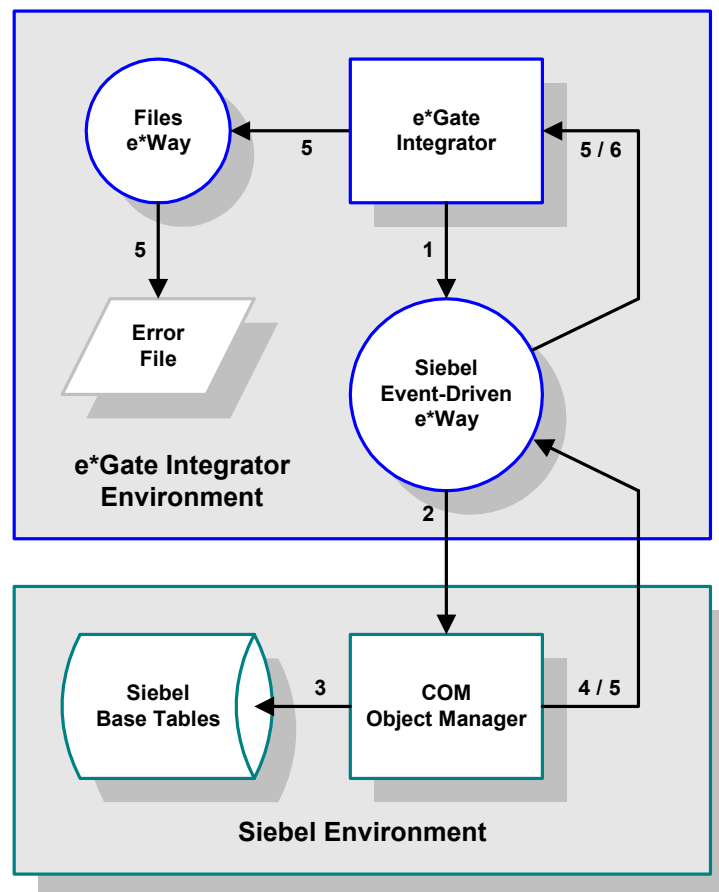 Files
e*Way
e*Gate
Integrator
5
5 / 6
5
1
Error
File
Siebel
Event-Driven
e*Way
e*Gate Integrator
Environment
2
Siebel
Base Tables
3
COM
Object Manager
4 / 5
Siebel Environment